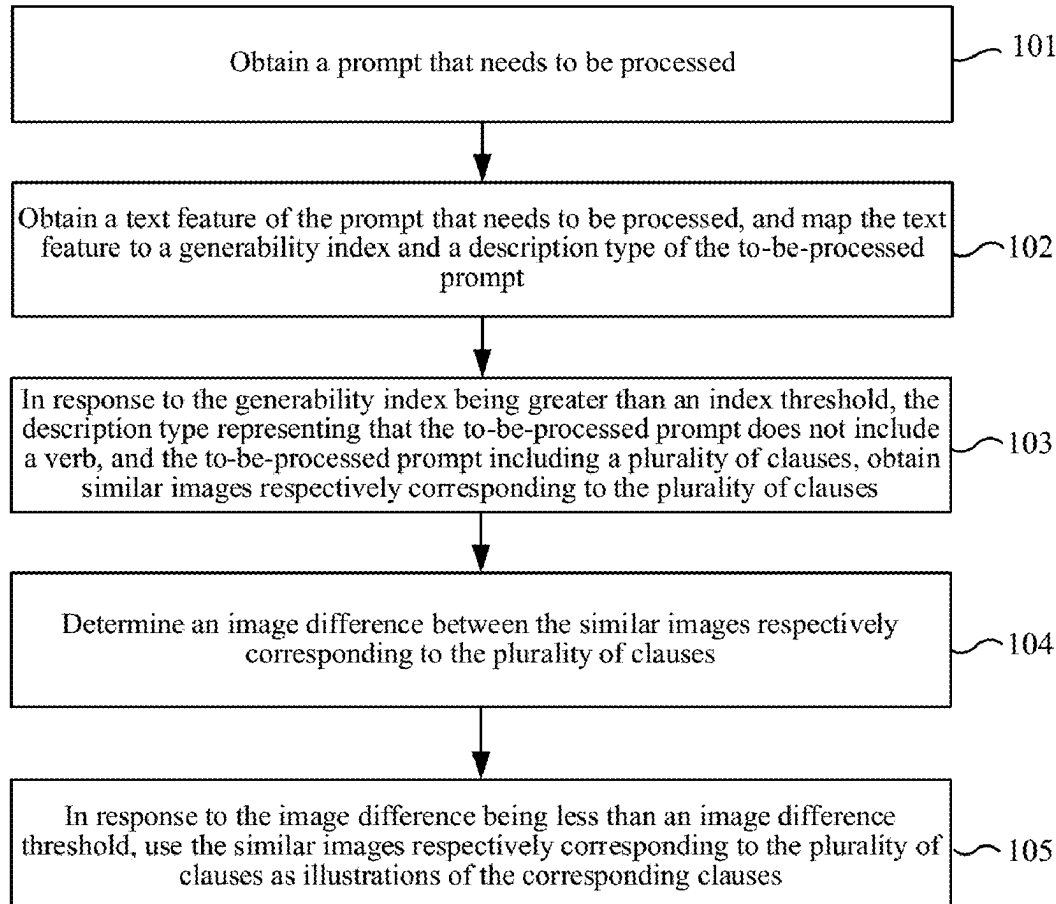 Obtain a prompt that needs to be processed
101
Obtain a text feature of the prompt that needs to be processed, and map the text
feature to a generability index and a description type of the to-be-processed
prompt
102
In response to the generability index being greater than an index threshold, the
description type representing that the to-be-processed prompt does not include
a verb, and the to-be-processed prompt including a plurality of clauses, obtain
similar images respectively corresponding to the plurality of clauses
103
Determine an image difference between the similar images respectively
corresponding to the plurality of clauses
104
In response to the image difference being less than an image difference
threshold, use the similar images respectively corresponding to the plurality of
clauses as illustrations of the corresponding clauses
105